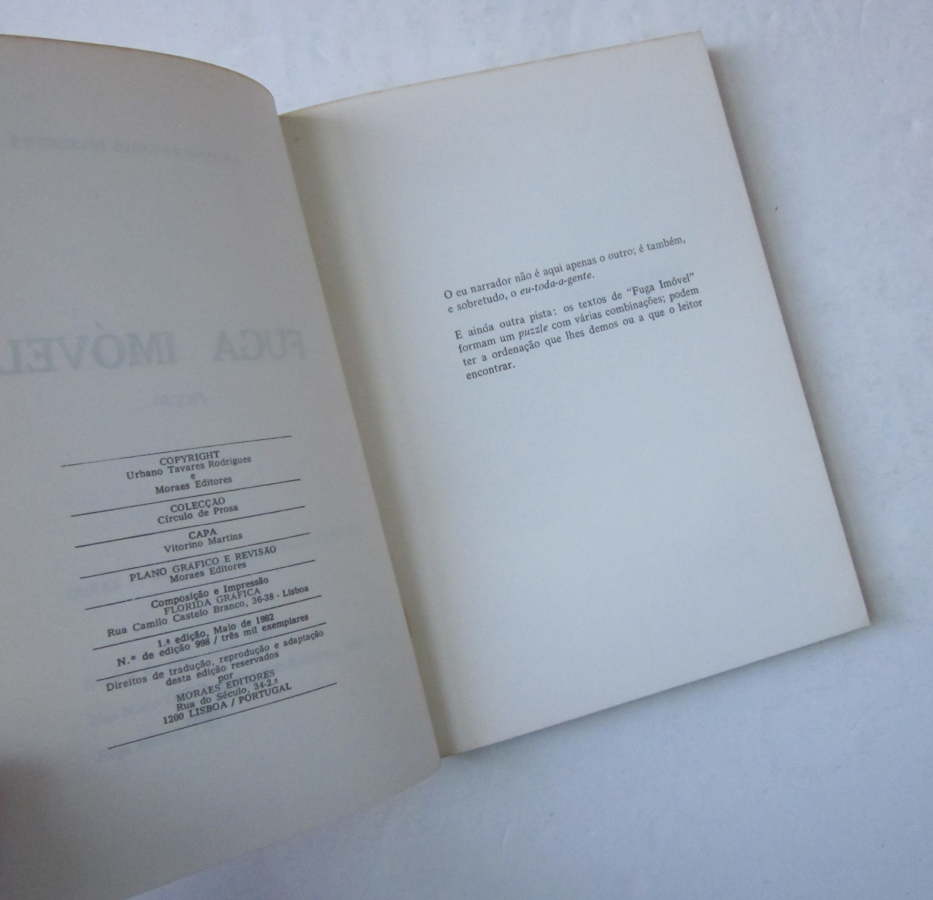 FUGA IMÓVEL
COPYRIGHT
Urbano Tavares Rodrigues
e
Moraes Editores
COLECÇÃO
Círculo de Prosa
CAPA
Vitorino Martins
PLANO GRÁFICO E REVISÃO
Moraes Editores
Composição e Impressão
FLORIDA GRÁFICA
Rua Camilo Castelo Branco, 36-38 - Lisboa
1.ª edição, Maio de 1982
N.º de edição 998 / três mil exemplares
Direitos de tradução, reprodução e adaptação
desta edição reservados
por
MORAES EDITORES
Rua do Século, 34-2.º
1200 LISBOA / PORTUGAL
O eu narrador não é aqui apenas o outro; é também,
e sobretudo, o eu-toda-a-gente.
E ainda outra pista: os textos de "Fuga Imóvel"
formam um puzzle com várias combinações; podem
ter a ordenação que lhes demos ou a que o leitor
encontrar.